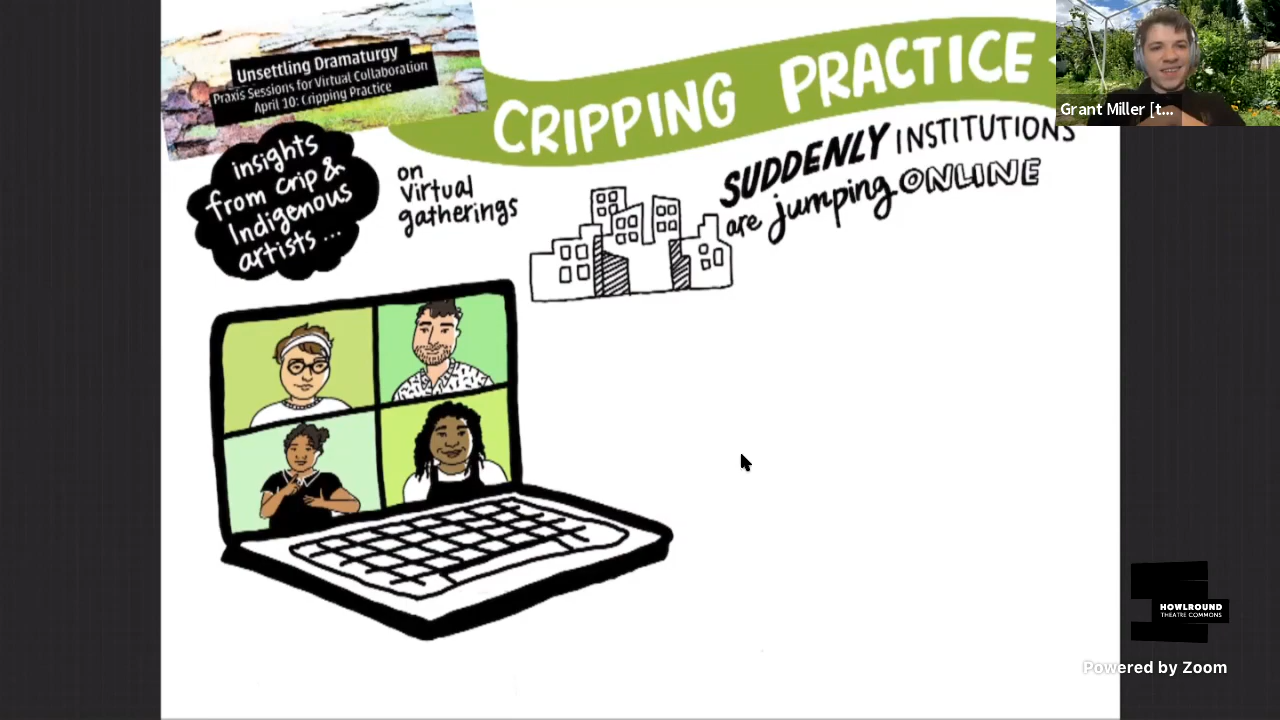 Unsettling Dramaturgy
Praxis Sessions for Virtual Collaboration
April 10: Cripping Practice
CRIPPING PRACTICE
insights
from crip &
Indigenous
artists ...
on
virtual
gatherings
SUDDENLY INSTITUTIONS
are jumping ONLINE
Grant Miller [t...
HOWLROUND
THEATRE COMMONS
Powered by Zoom